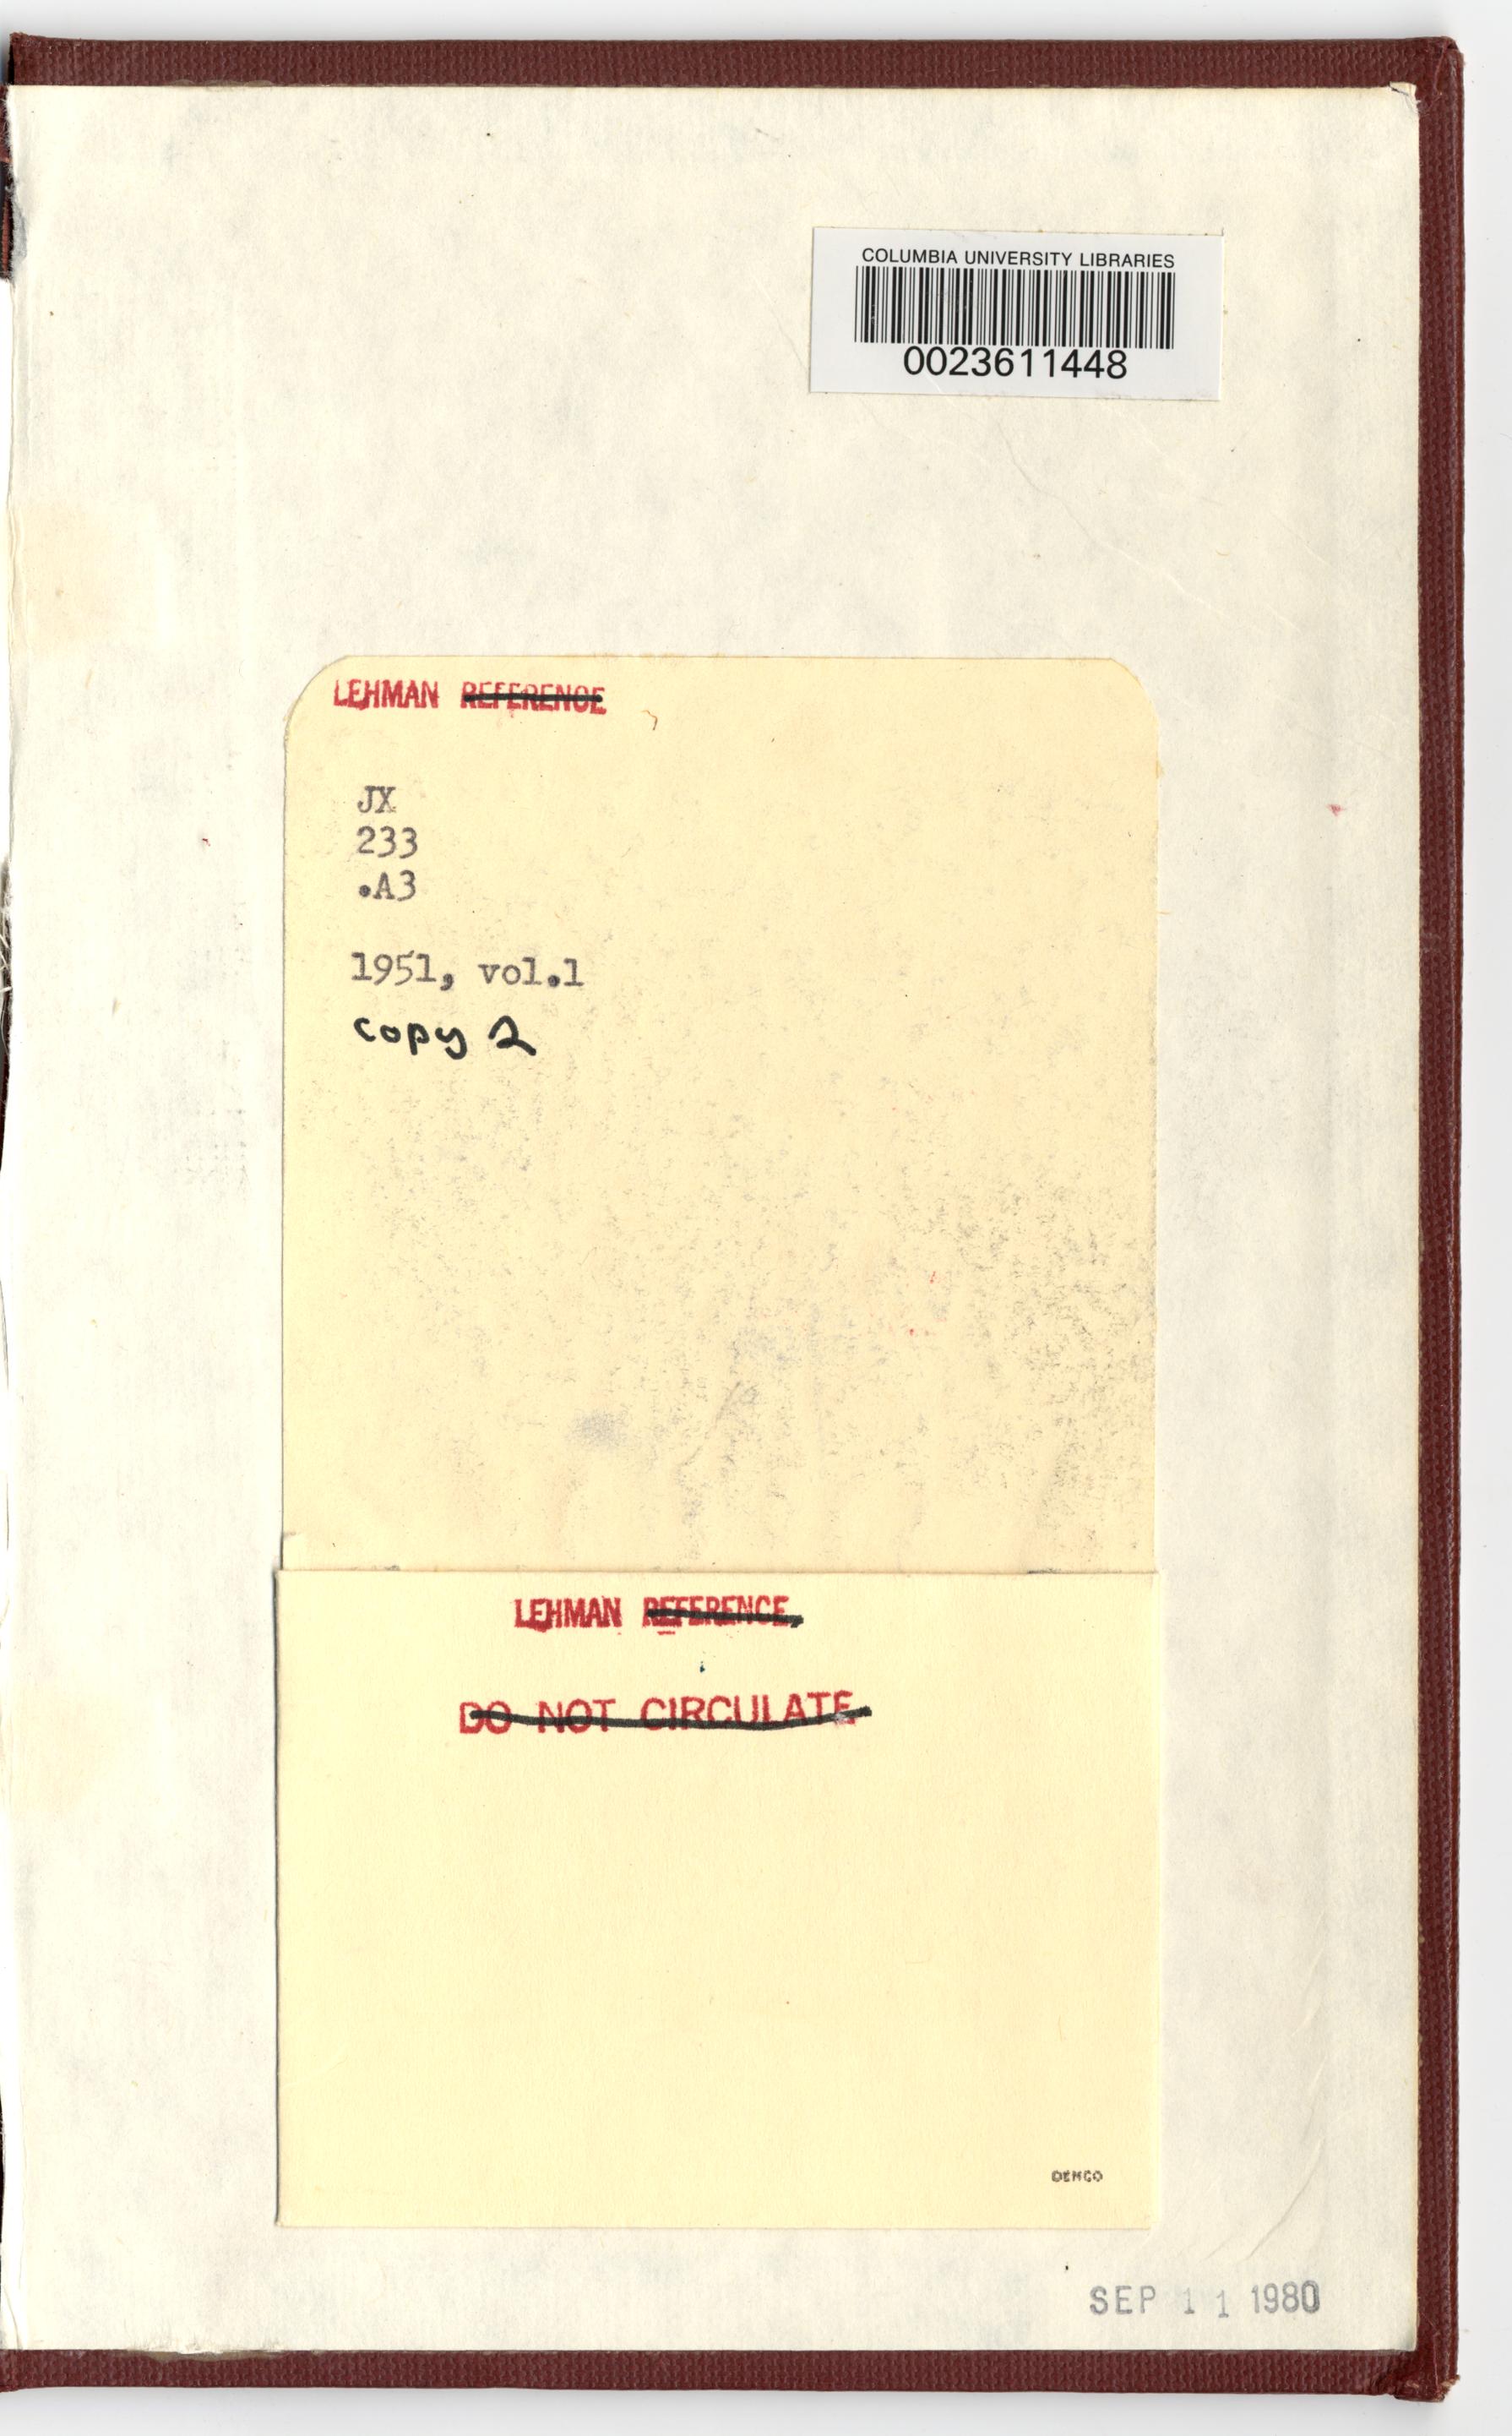 COLUMBIA UNIVERSITY LIBRARIES
0023611448
LEHMAN REFERENCE
JX
233
.A3
1951, vol.1
copy 2
LEHMAN REFERENCE
DO NOT CIRCULATE
DEMCO
SEP 11 1980